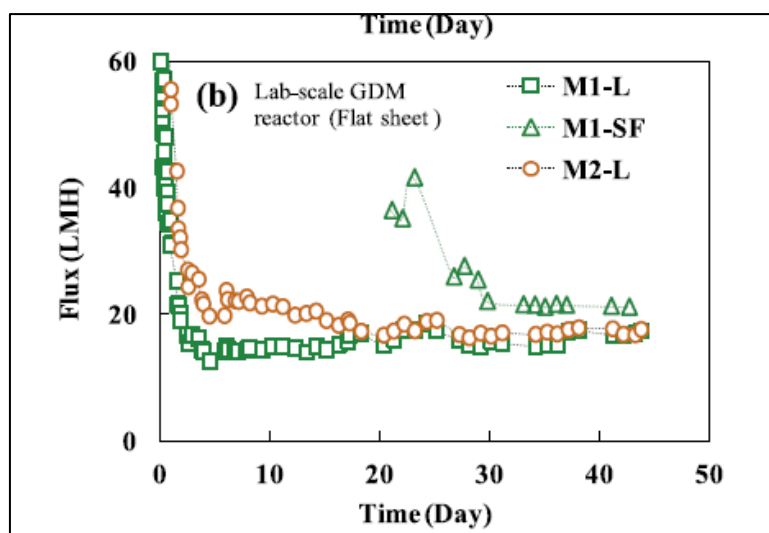 Time (Day)
60
(b) Lab-scale GDM
reactor (Flat sheet)
M1-L
M1-SF
M2-L
40
Flux (LMH)
20
0
0 10 20 30 40 50
Time (Day)